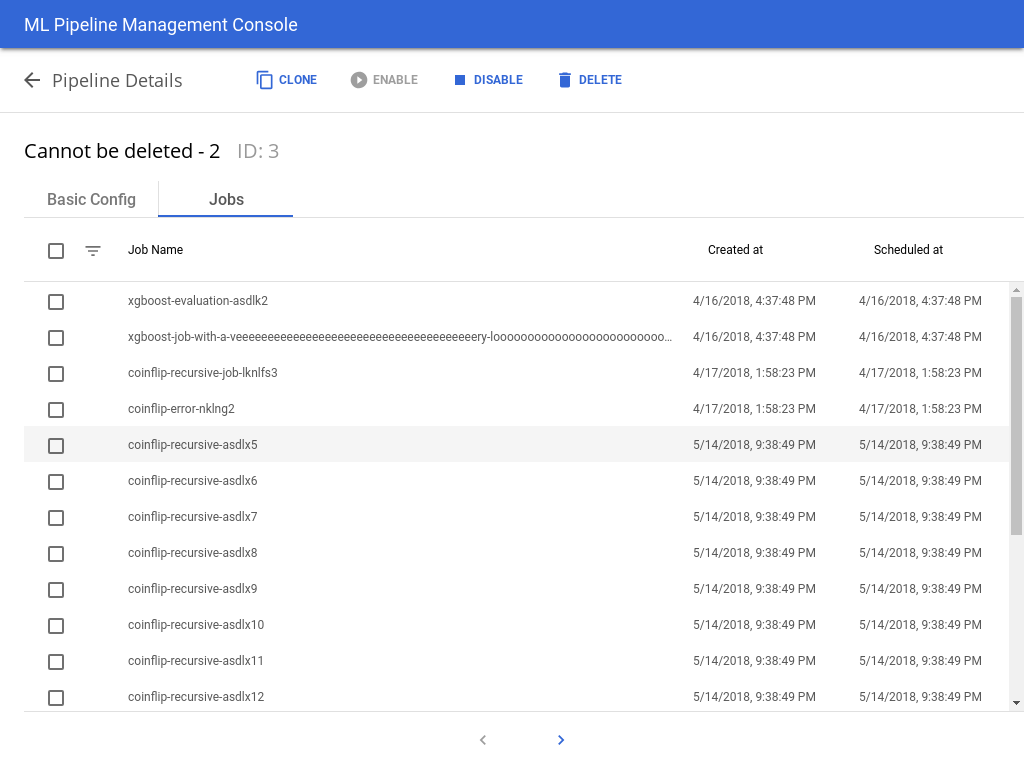 ML Pipeline Management Console
Pipeline Details CLONE ENABLE DISABLE DELETE
Cannot be deleted - 2 ID: 3
Basic Config Jobs
Job Name Created at Scheduled at
xgboost-evaluation-asdlk2 4/16/2018, 4:37:48 PM 4/16/2018, 4:37:48 PM
xgboost-job-with-a-veeeeeeeeeeeeeeeeeeeeeeeeeeeeeeeeeeeeeeery-looooooooooooooooooooooooo… 4/16/2018, 4:37:48 PM 4/16/2018, 4:37:48 PM
coinflip-recursive-job-lknlfs3 4/17/2018, 1:58:23 PM 4/17/2018, 1:58:23 PM
coinflip-error-nklng2 4/17/2018, 1:58:23 PM 4/17/2018, 1:58:23 PM
coinflip-recursive-asdlx5 5/14/2018, 9:38:49 PM 5/14/2018, 9:38:49 PM
coinflip-recursive-asdlx6 5/14/2018, 9:38:49 PM 5/14/2018, 9:38:49 PM
coinflip-recursive-asdlx7 5/14/2018, 9:38:49 PM 5/14/2018, 9:38:49 PM
coinflip-recursive-asdlx8 5/14/2018, 9:38:49 PM 5/14/2018, 9:38:49 PM
coinflip-recursive-asdlx9 5/14/2018, 9:38:49 PM 5/14/2018, 9:38:49 PM
coinflip-recursive-asdlx10 5/14/2018, 9:38:49 PM 5/14/2018, 9:38:49 PM
coinflip-recursive-asdlx11 5/14/2018, 9:38:49 PM 5/14/2018, 9:38:49 PM
coinflip-recursive-asdlx12 5/14/2018, 9:38:49 PM 5/14/2018, 9:38:49 PM